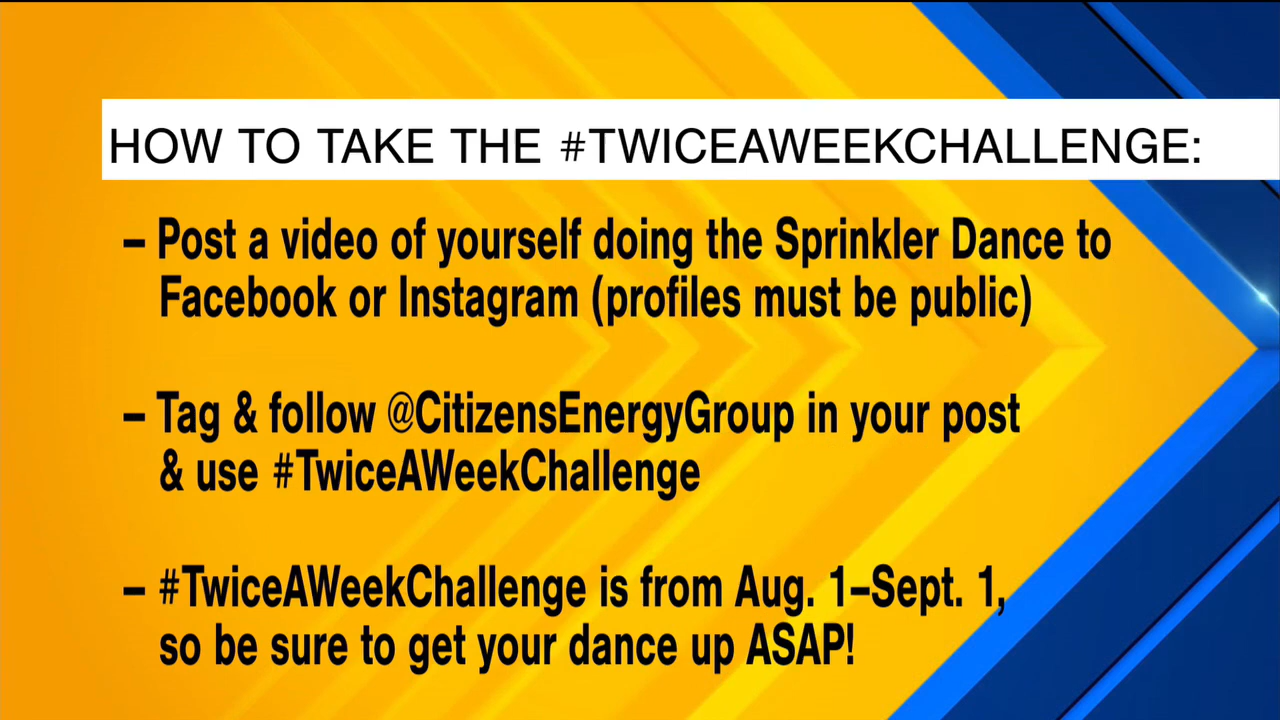 HOW TO TAKE THE #TWICEAWEEKCHALLENGE:
– Post a video of yourself doing the Sprinkler Dance to
Facebook or Instagram (profiles must be public)
– Tag & follow @CitizensEnergyGroup in your post
& use #TwiceAWeekChallenge
– #TwiceAWeekChallenge is from Aug. 1–Sept. 1,
so be sure to get your dance up ASAP!